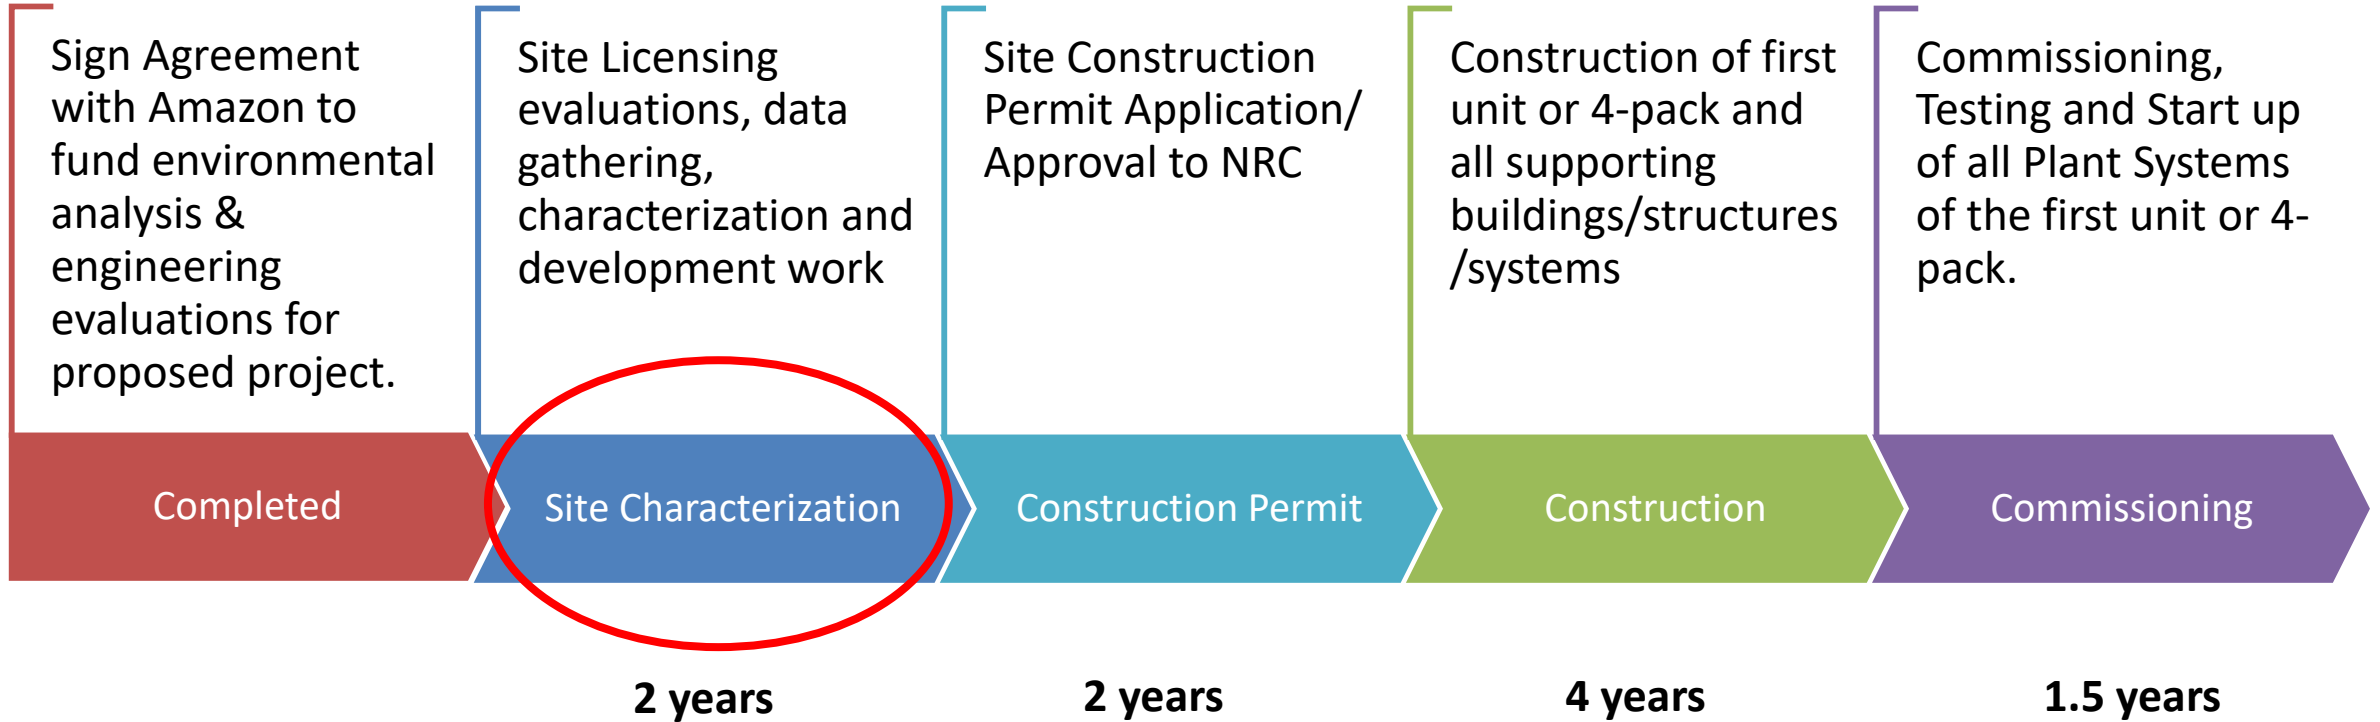 Sign Agreement
with Amazon to
fund environmental
analysis &
engineering
evaluations for
proposed project.
Site Licensing
evaluations, data
gathering,
characterization and
development work
Site Construction
Permit Application/
Approval to NRC
Construction of first
unit or 4-pack and
all supporting
buildings/structures
/systems
Commissioning,
Testing and Start up
of all Plant Systems
of the first unit or 4-
pack.
Completed
Site Characterization
Construction Permit
Construction
Commissioning
2 years
2 years
4 years
1.5 years